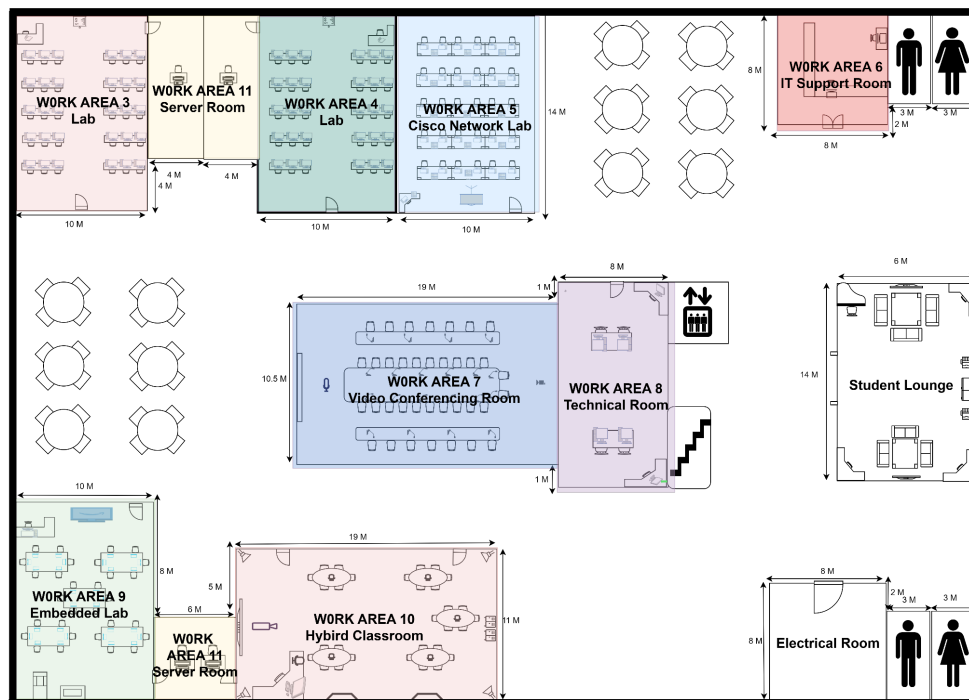 W0RK AREA 3
Lab
W0RK AREA 11
Server Room
W0RK AREA 4
Lab
W0RK AREA 5
Cisco Network Lab
W0RK AREA 6
IT Support Room
8 M
14 M
3 M
3 M
2 M
8 M
4 M
4 M
4 M
10 M
10 M
10 M
6 M
8 M
1 M
19 M
10.5 M
W0RK AREA 7
Video Conferencing Room
W0RK AREA 8
Technical Room
14 M
Student Lounge
1 M
10 M
19 M
8 M
5 M
6 M
W0RK AREA 9
Embedded Lab
W0RK
AREA 11
Server Room
W0RK AREA 10
Hybird Classroom
11 M
8 M
2 M
3 M
3 M
8 M
Electrical Room